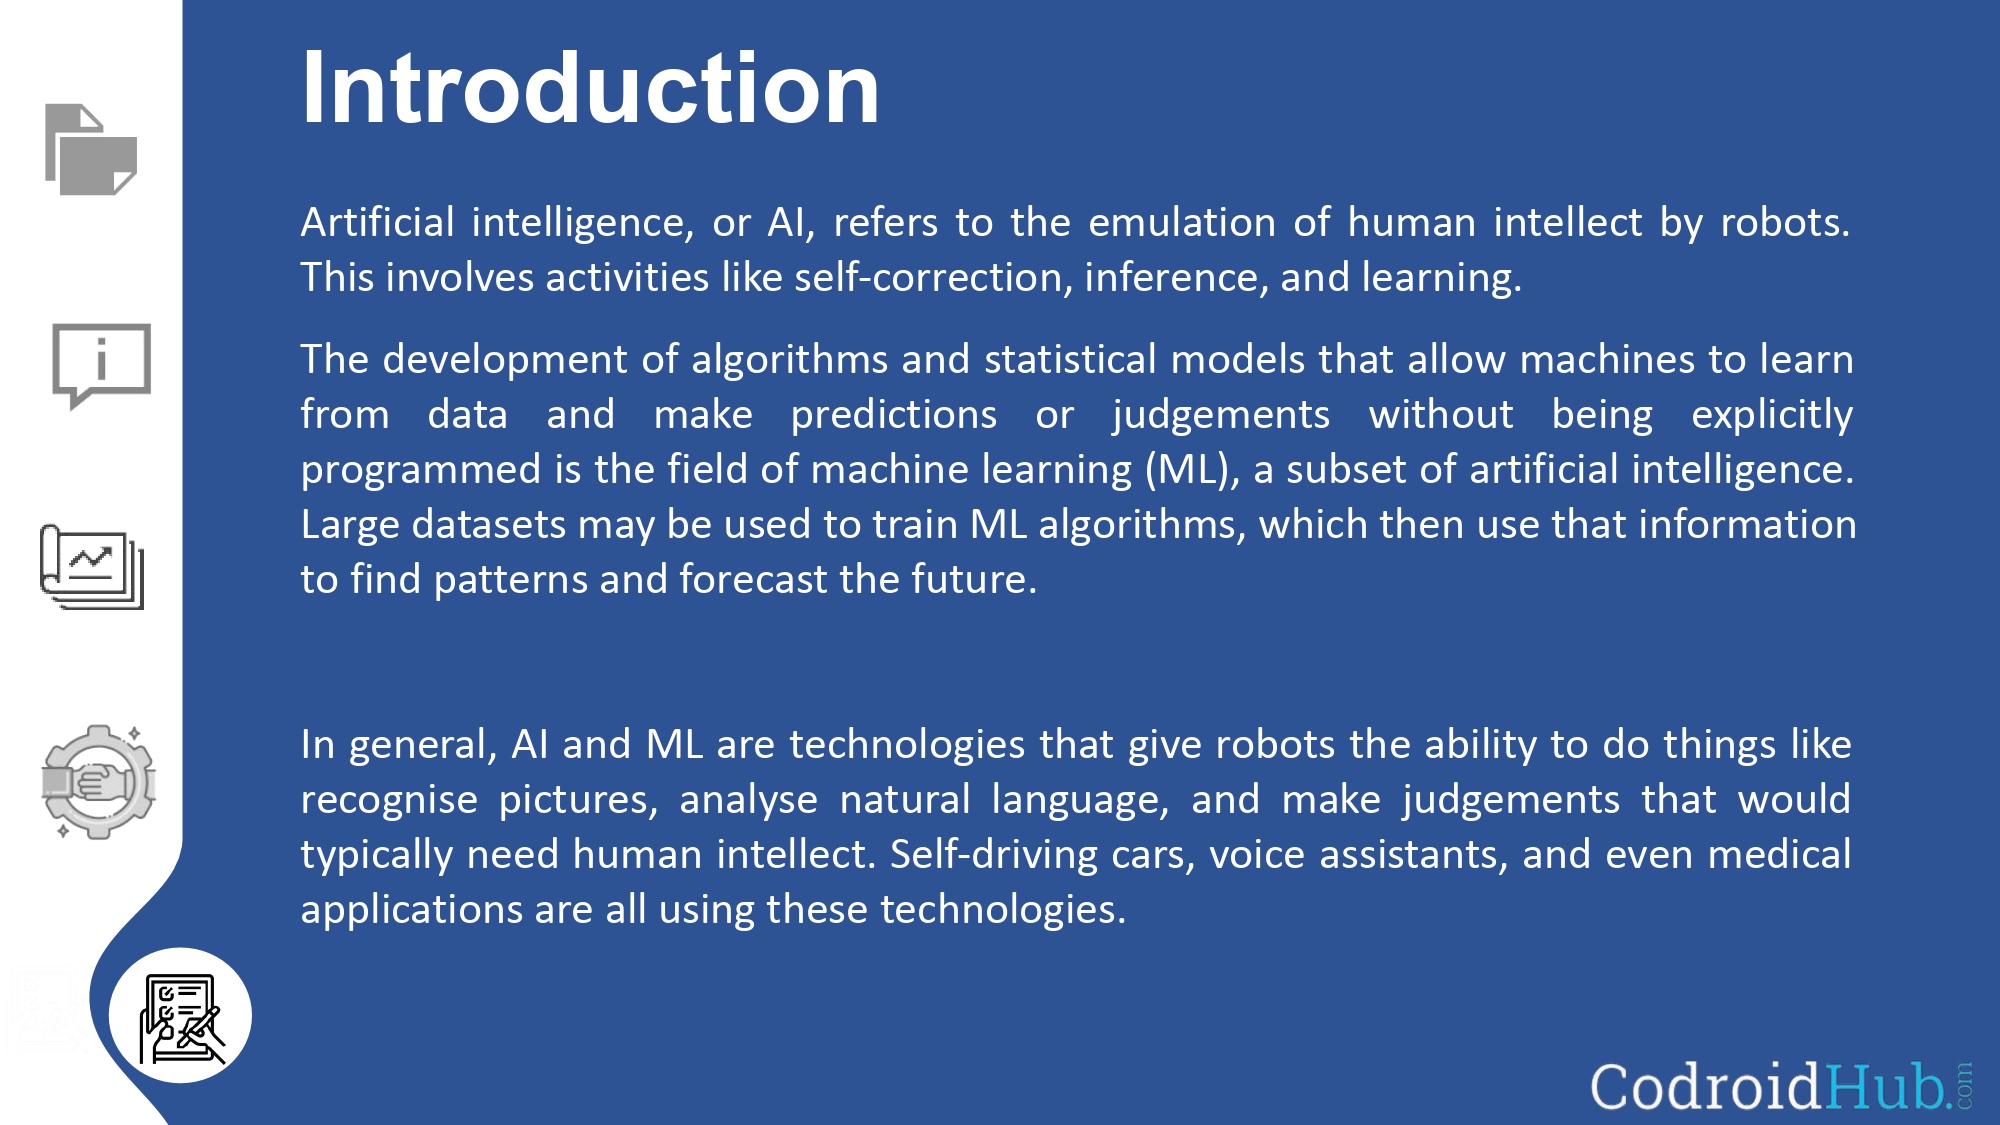 Introduction
Artificial intelligence, or AI, refers to the emulation of human intellect by robots.
This involves activities like self-correction, inference, and learning.
The development of algorithms and statistical models that allow machines to learn
from data and make predictions or judgements without being explicitly
programmed is the field of machine learning (ML), a subset of artificial intelligence.
Large datasets may be used to train ML algorithms, which then use that information
to find patterns and forecast the future.
In general, AI and ML are technologies that give robots the ability to do things like
recognise pictures, analyse natural language, and make judgements that would
typically need human intellect. Self-driving cars, voice assistants, and even medical
applications are all using these technologies.
i
CodroidHub.com